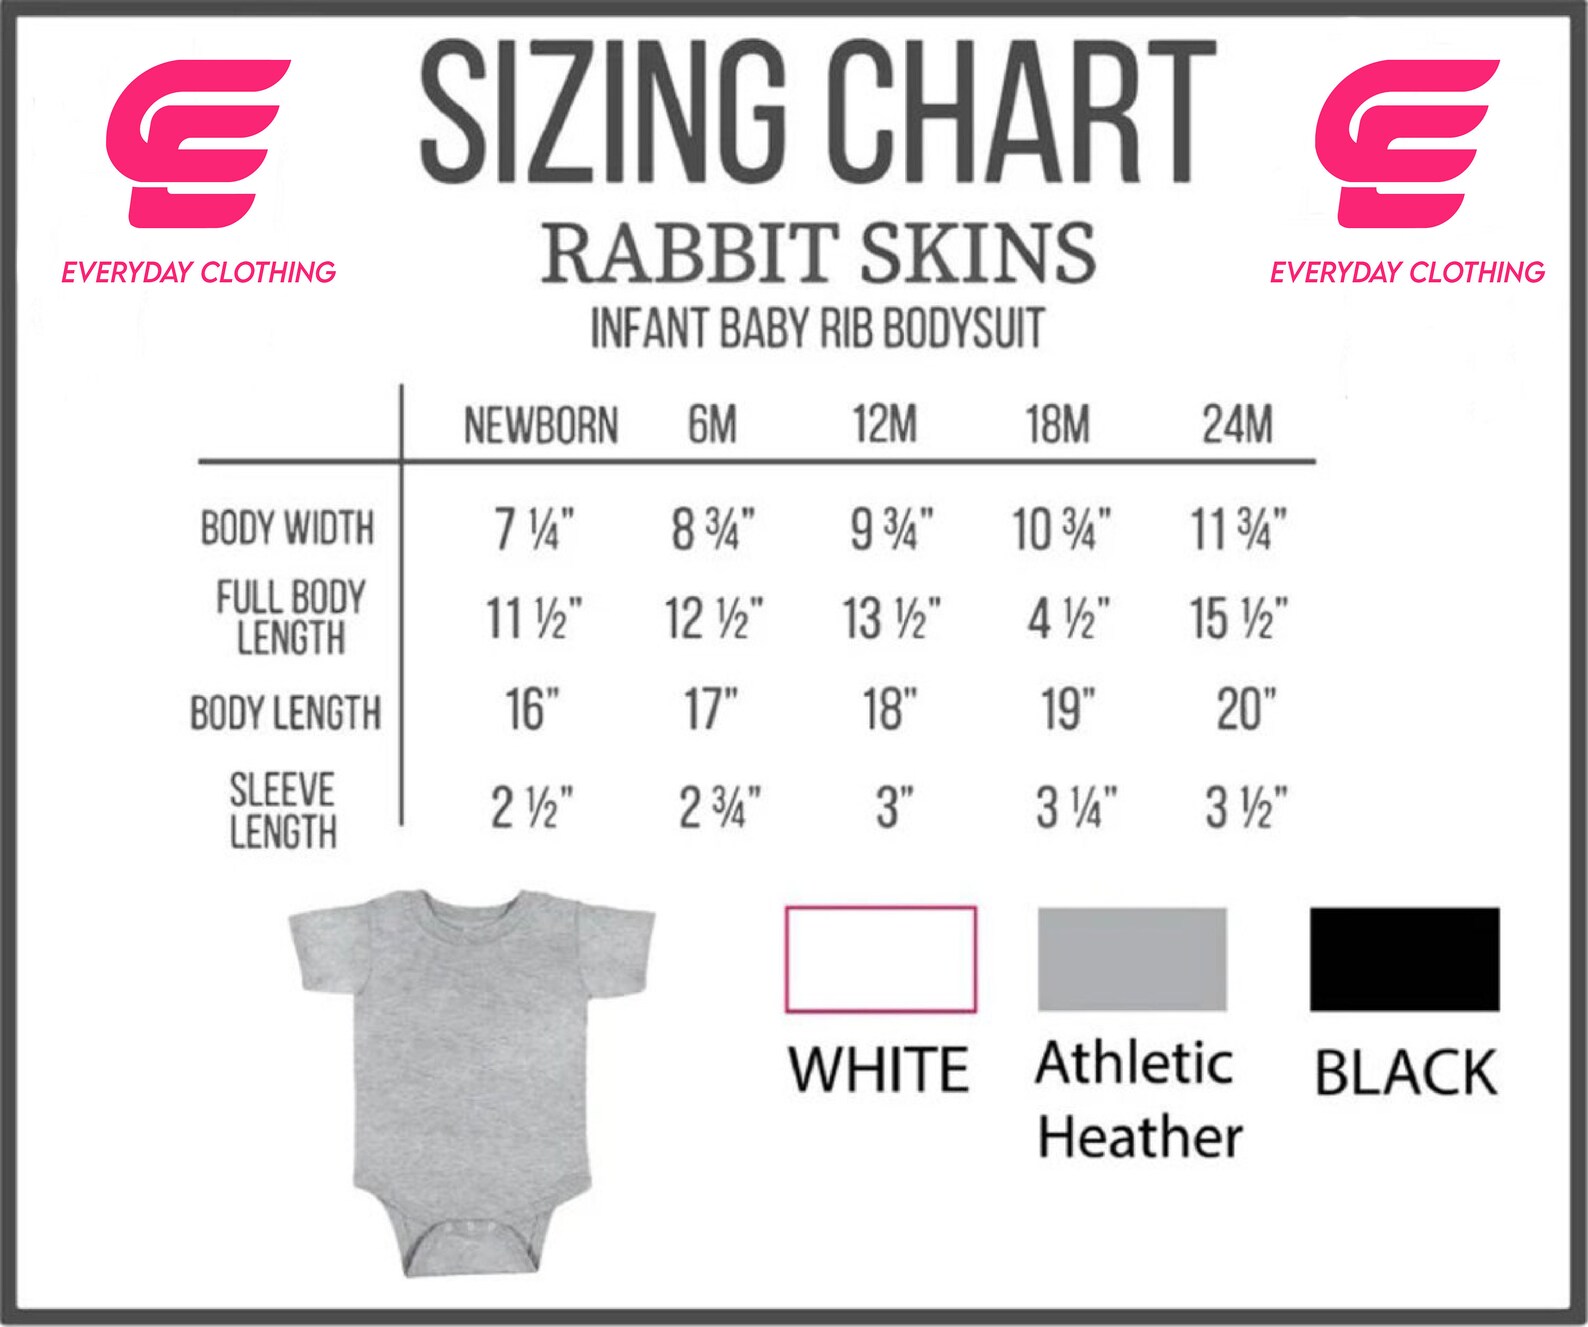 SIZING CHART
EVERYDAY CLOTHING
EVERYDAY CLOTHING
RABBIT SKINS
INFANT BABY RIB BODYSUIT
NEWBORN 6M 12M 18M 24M
BODY WIDTH 7 ¼" 8 ¾" 9 ¾" 10 ¾" 11 ¾"
FULL BODY
LENGTH 11 ½" 12 ½" 13 ½" 4 ½" 15 ½"
BODY LENGTH 16" 17" 18" 19" 20"
SLEEVE
LENGTH 2 ½" 2 ¾" 3" 3 ¼" 3 ½"
WHITE
Athletic
Heather
BLACK